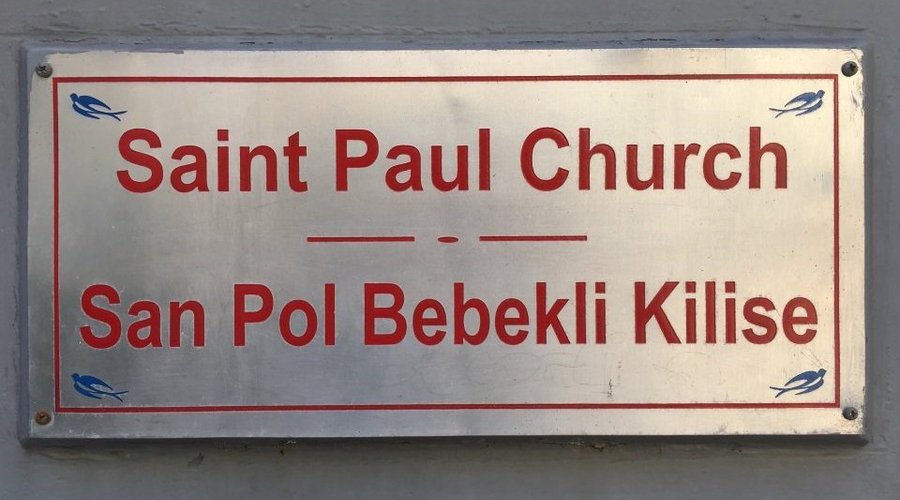 Saint Paul Church
San Pol Bebekli Kilise